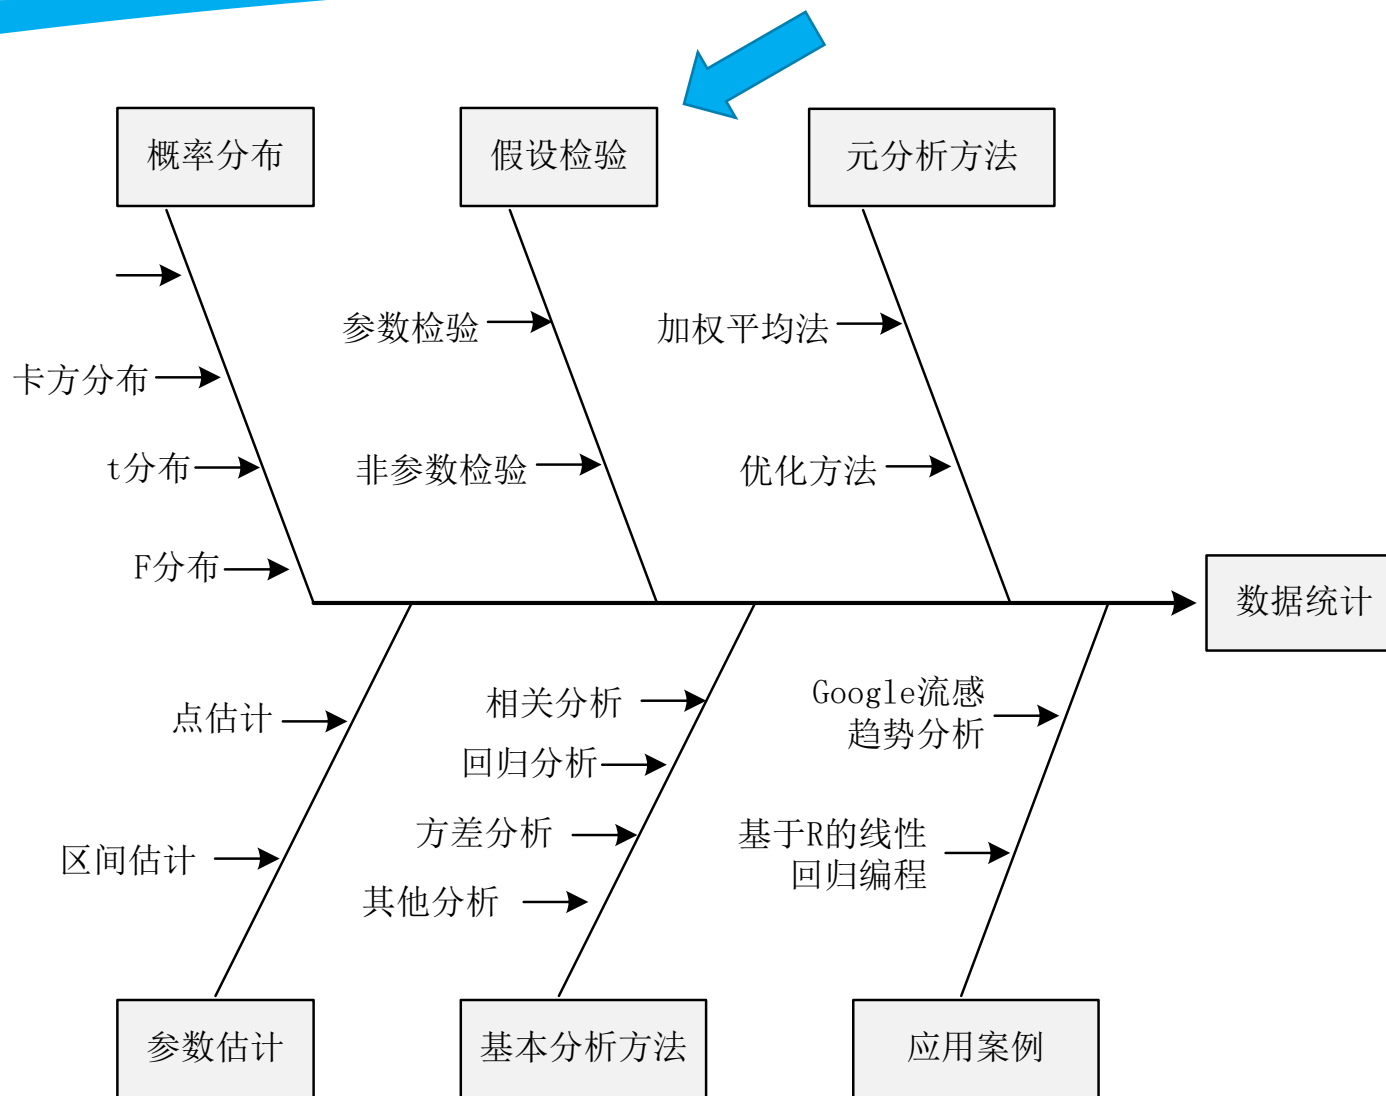 概率分布
假设检验
元分析方法
参数检验
加权平均法
卡方分布
t分布
非参数检验
优化方法
F分布
数据统计
点估计
相关分析
Google流感
趋势分析
回归分析
区间估计
方差分析
基于R的线性
回归编程
其他分析
参数估计
基本分析方法
应用案例